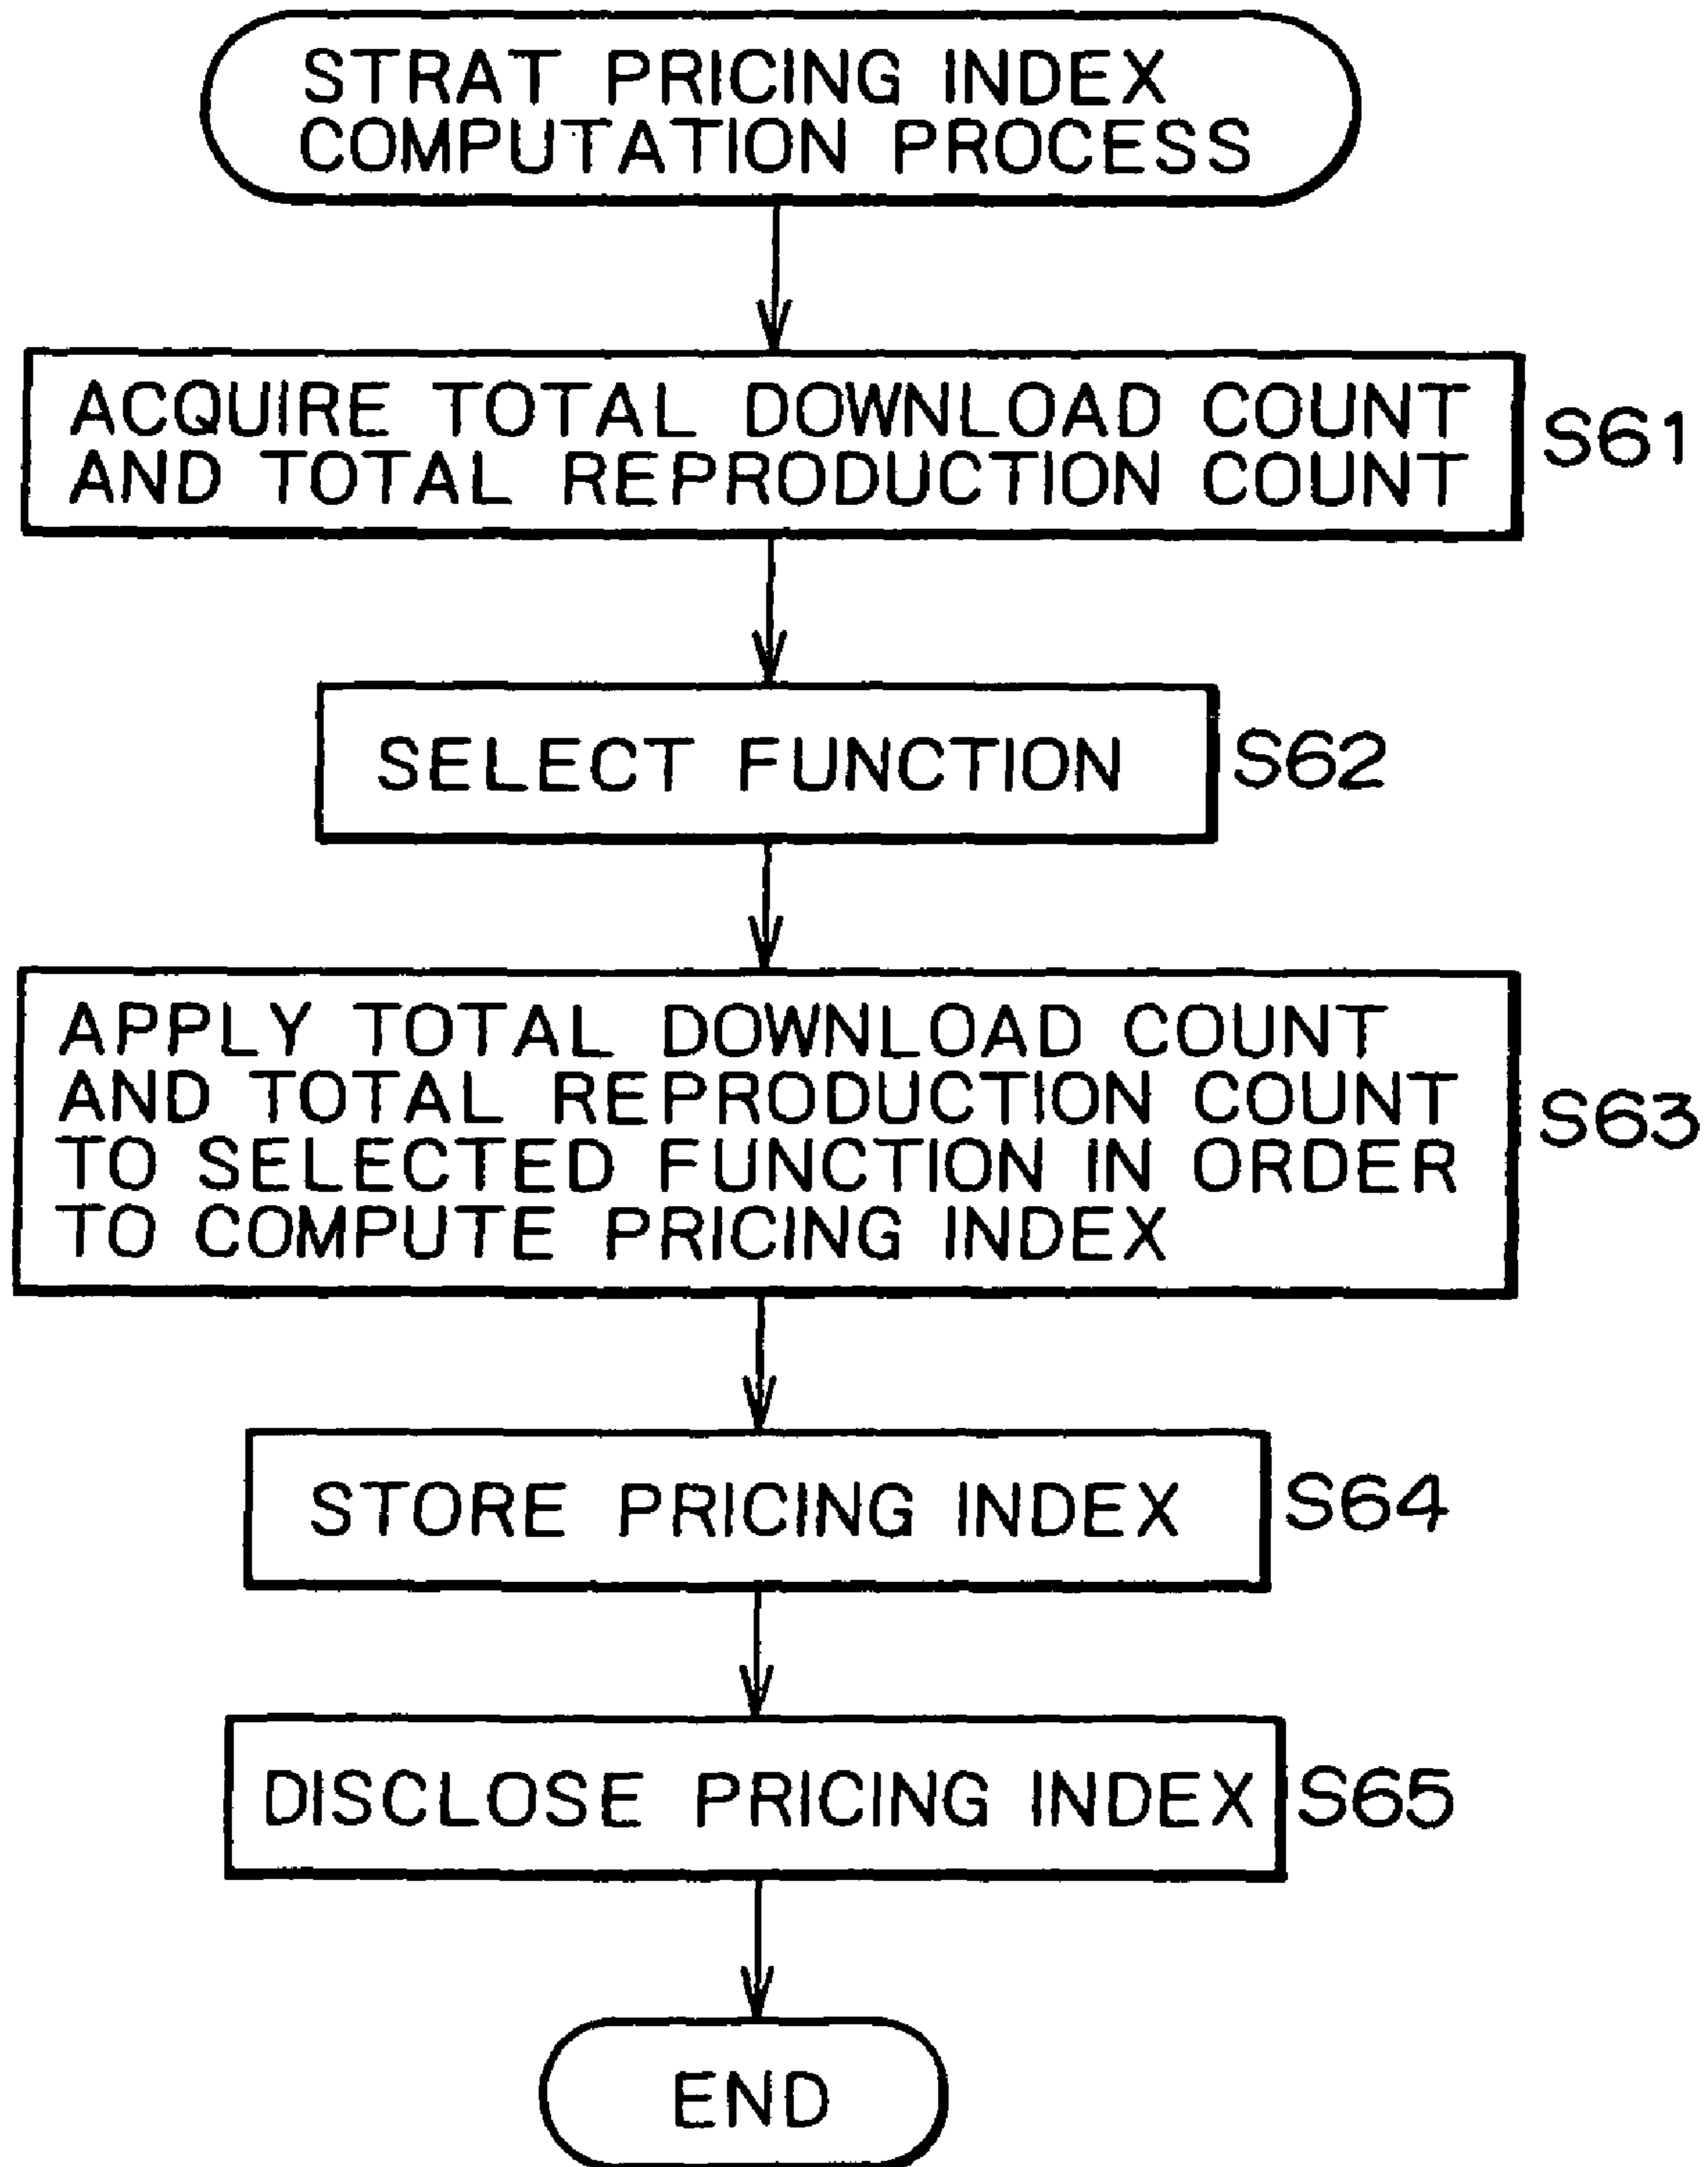 STRAT PRICING INDEX
COMPUTATION PROCESS
ACQUIRE TOTAL DOWNLOAD COUNT
AND TOTAL REPRODUCTION COUNT
S61
SELECT FUNCTION
S62
APPLY TOTAL DOWNLOAD COUNT
AND TOTAL REPRODUCTION COUNT
TO SELECTED FUNCTION IN ORDER
TO COMPUTE PRICING INDEX
S63
STORE PRICING INDEX
S64
DISCLOSE PRICING INDEX
S65
END